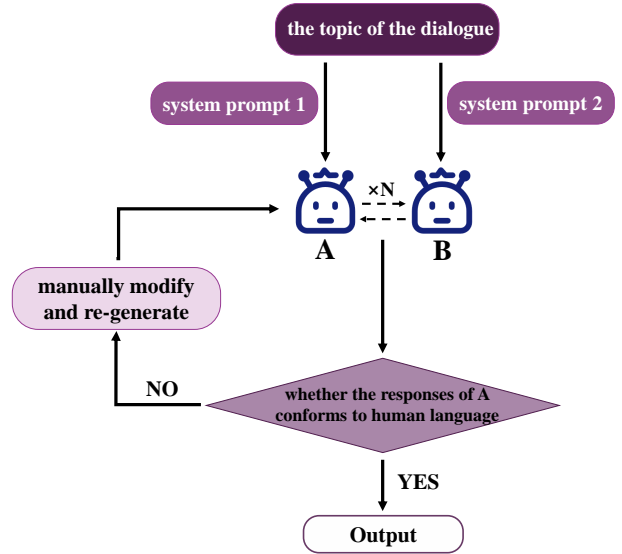 the topic of the dialogue
system prompt 1
system prompt 2
×N
A
B
manually modify
and re-generate
whether the responses of A
conforms to human language
NO
YES
Output